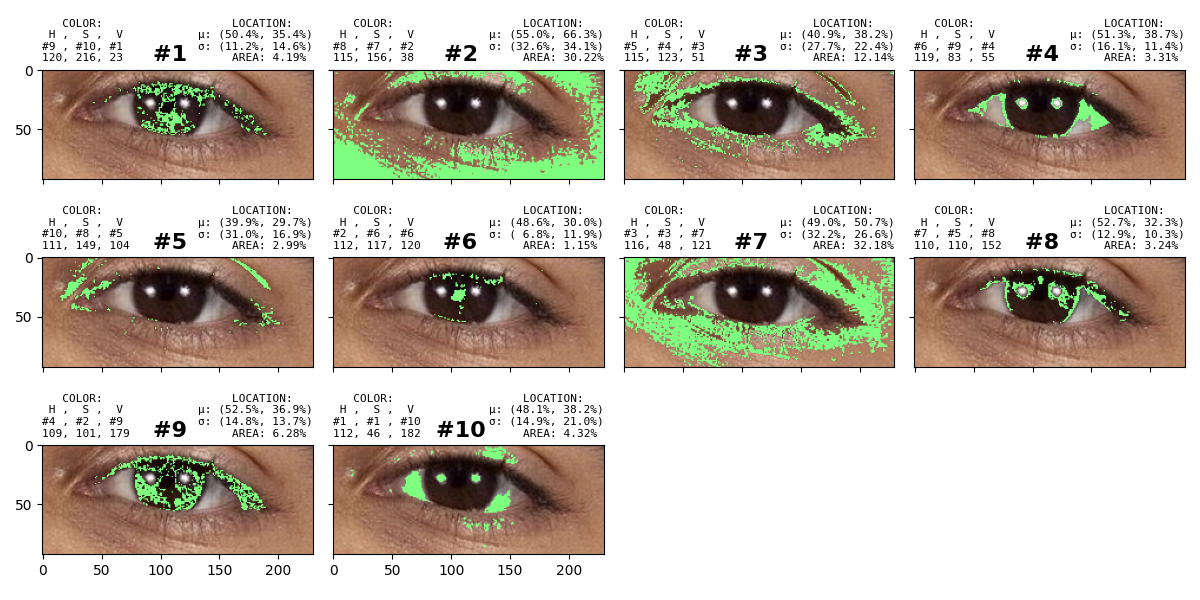 COLOR: LOCATION:
H , S , V μ: (50.4%, 35.4%)
#9 , #10, #1 #1 σ: (11.2%, 14.6%)
120, 216, 23 AREA: 4.19%
COLOR: LOCATION:
H , S , V μ: (55.0%, 66.3%)
#8 , #7 , #2 #2 σ: (32.6%, 34.1%)
115, 156, 38 AREA: 30.22%
COLOR: LOCATION:
H , S , V μ: (40.9%, 38.2%)
#5 , #4 , #3 #3 σ: (27.7%, 22.4%)
115, 123, 51 AREA: 12.14%
COLOR: LOCATION:
H , S , V μ: (51.3%, 38.7%)
#6 , #9 , #4 #4 σ: (16.1%, 11.4%)
119, 83 , 55 AREA: 3.31%
0
50
COLOR: LOCATION:
H , S , V μ: (39.9%, 29.7%)
#10, #8 , #5 #5 σ: (31.0%, 16.9%)
111, 149, 104 AREA: 2.99%
COLOR: LOCATION:
H , S , V μ: (48.6%, 30.0%)
#2 , #6 , #6 #6 σ: ( 6.8%, 11.9%)
112, 117, 120 AREA: 1.15%
COLOR: LOCATION:
H , S , V μ: (49.0%, 50.7%)
#3 , #3 , #7 #7 σ: (32.2%, 26.6%)
116, 48 , 121 AREA: 32.18%
COLOR: LOCATION:
H , S , V μ: (52.7%, 32.3%)
#7 , #5 , #8 #8 σ: (12.9%, 10.3%)
110, 110, 152 AREA: 3.24%
0
50
COLOR: LOCATION:
H , S , V μ: (52.5%, 36.9%)
#4 , #2 , #9 #9 σ: (14.8%, 13.7%)
109, 101, 179 AREA: 6.28%
COLOR: LOCATION:
H , S , V μ: (48.1%, 38.2%)
#1 , #1 , #10 #10 σ: (14.9%, 21.0%)
112, 46 , 182 AREA: 4.32%
0
50
0 50 100 150 200
0 50 100 150 200